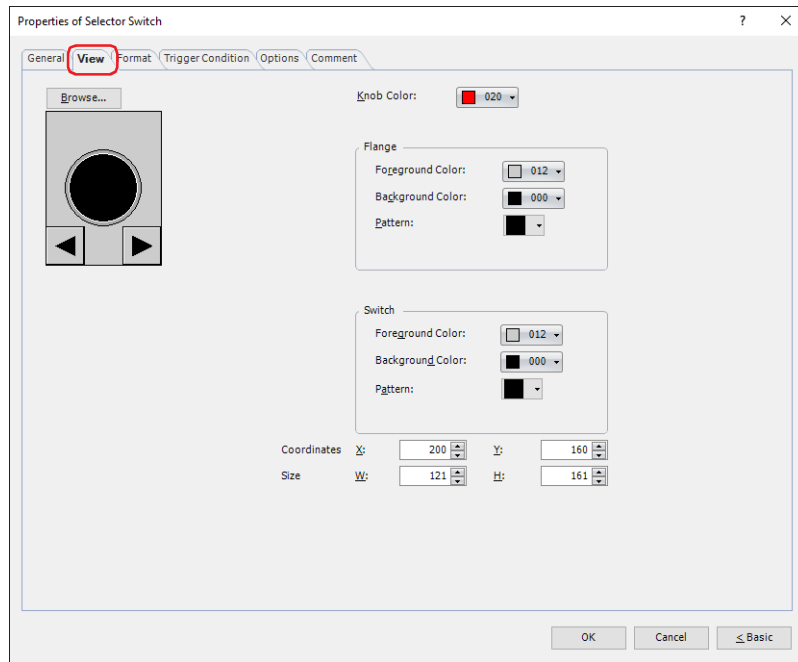 Properties of Selector Switch ? ×
General View Format Trigger Condition Options Comment
Browse... Knob Color: 020
Flange
Foreground Color: 012
Background Color: 000
Pattern:
Switch
Foreground Color: 012
Background Color: 000
Pattern:
Coordinates X: 200 Y: 160
Size W: 121 H: 161
OK Cancel < Basic